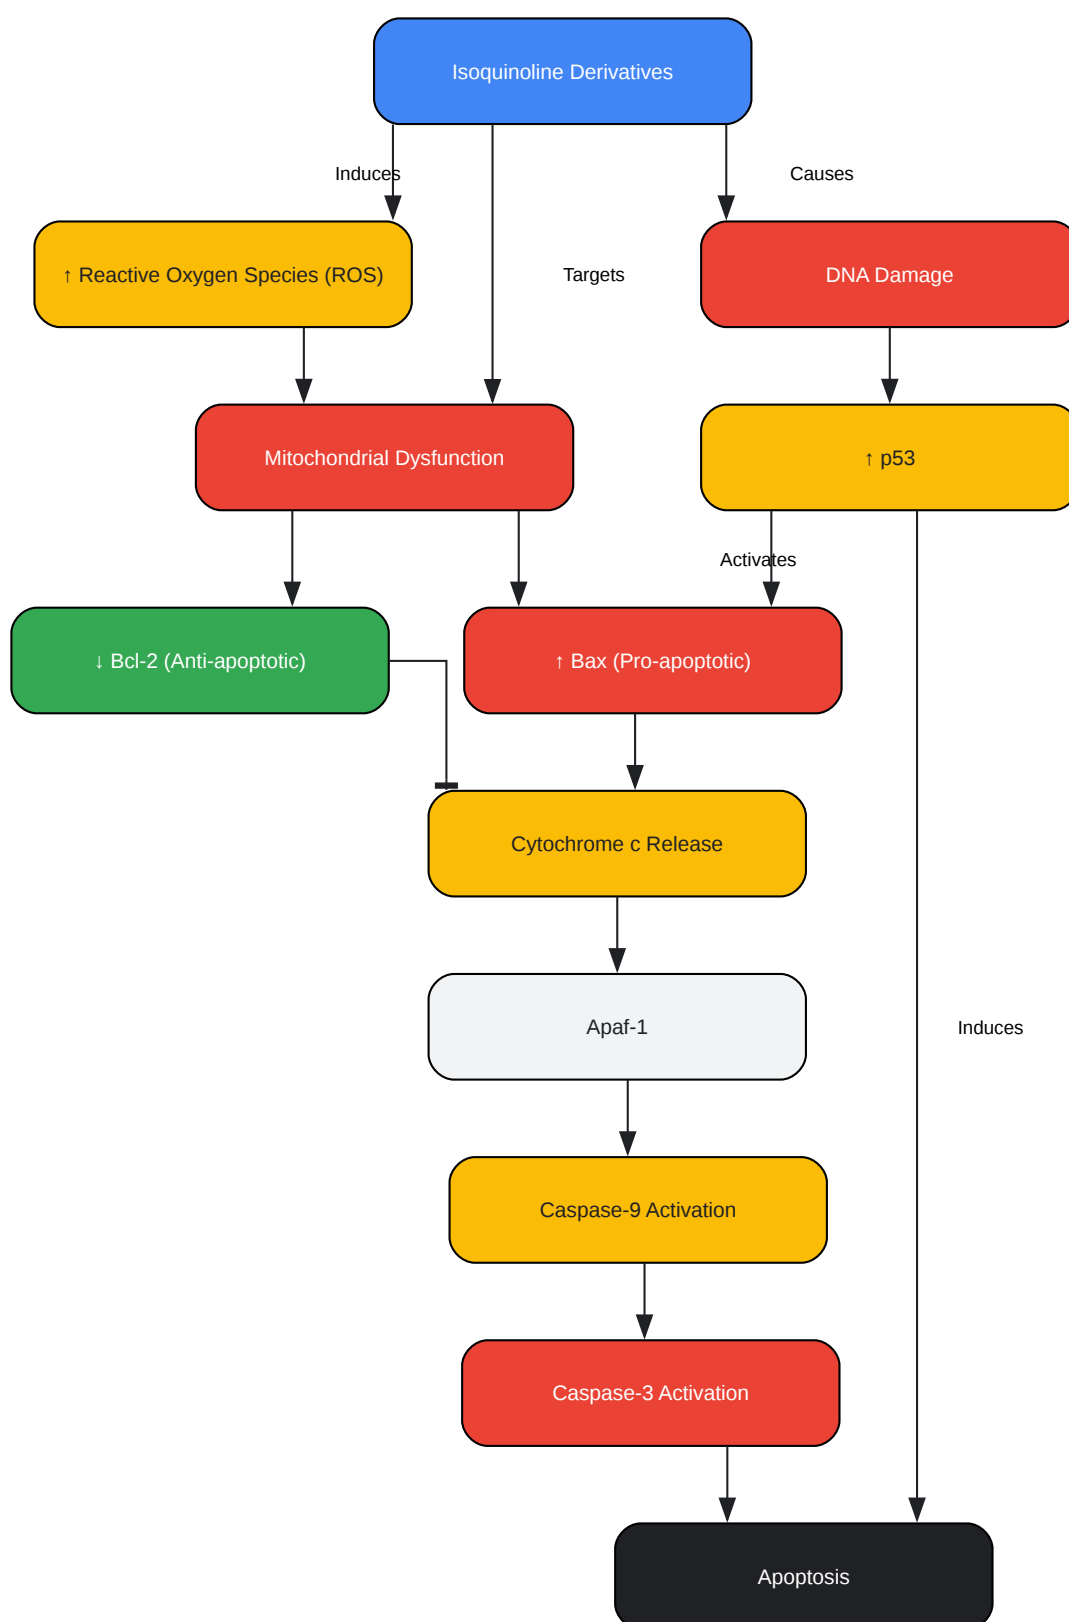 Isoquinoline Derivatives
Induces
Causes
↑ Reactive Oxygen Species (ROS)
Targets
DNA Damage
Mitochondrial Dysfunction
↑ p53
Activates
↓ Bcl-2 (Anti-apoptotic)
↑ Bax (Pro-apoptotic)
Cytochrome c Release
Apaf-1
Induces
Caspase-9 Activation
Caspase-3 Activation
Apoptosis